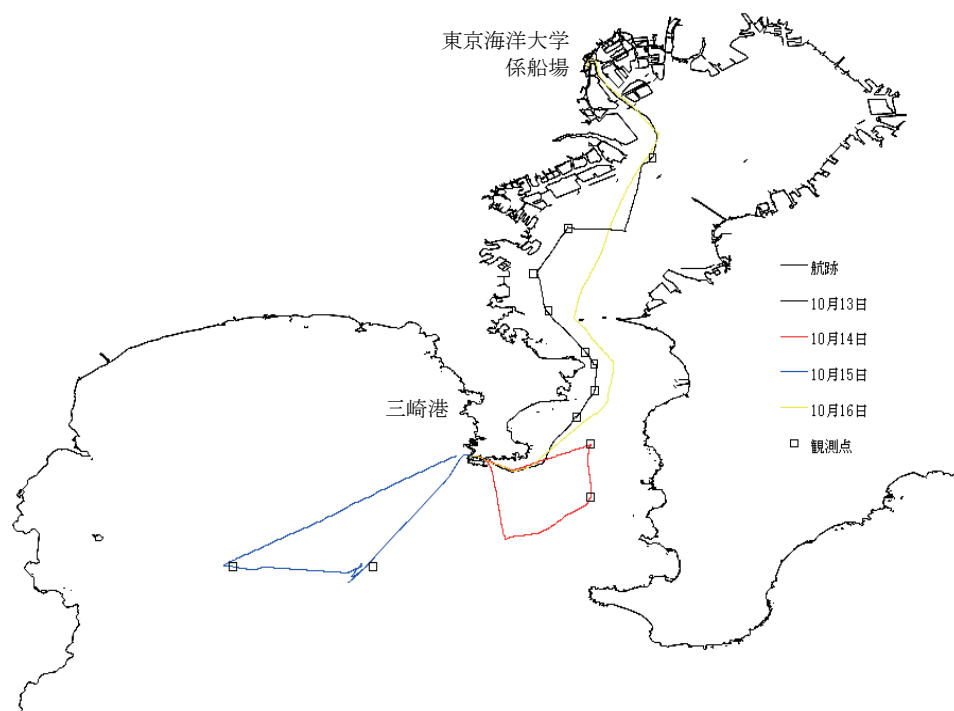 東京海洋大学
係船場
三崎港
航跡
10月13日
10月14日
10月15日
10月16日
観測点